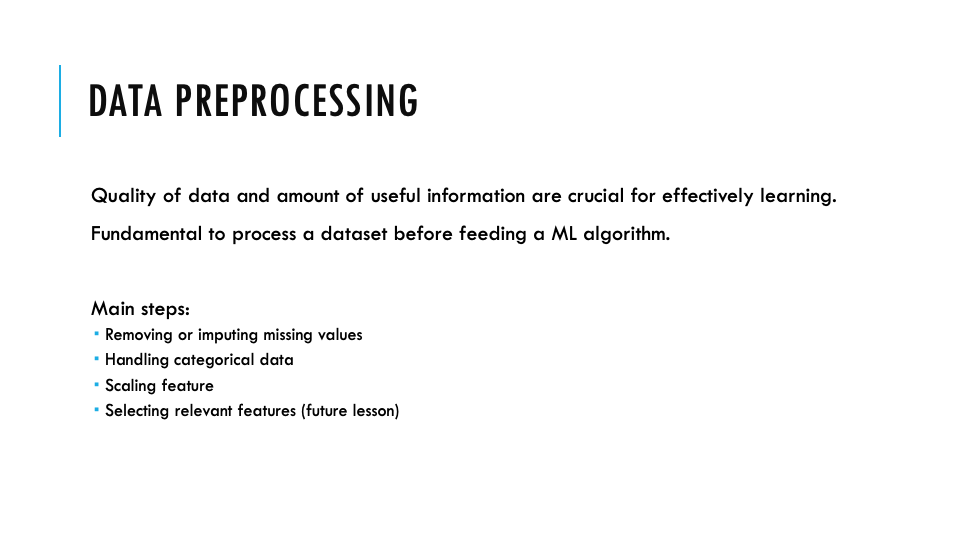 DATA PREPROCESSING
Quality of data and amount of useful information are crucial for effectively learning.
Fundamental to process a dataset before feeding a ML algorithm.
Main steps:
▪ Removing or imputing missing values
▪ Handling categorical data
▪ Scaling feature
▪ Selecting relevant features (future lesson)